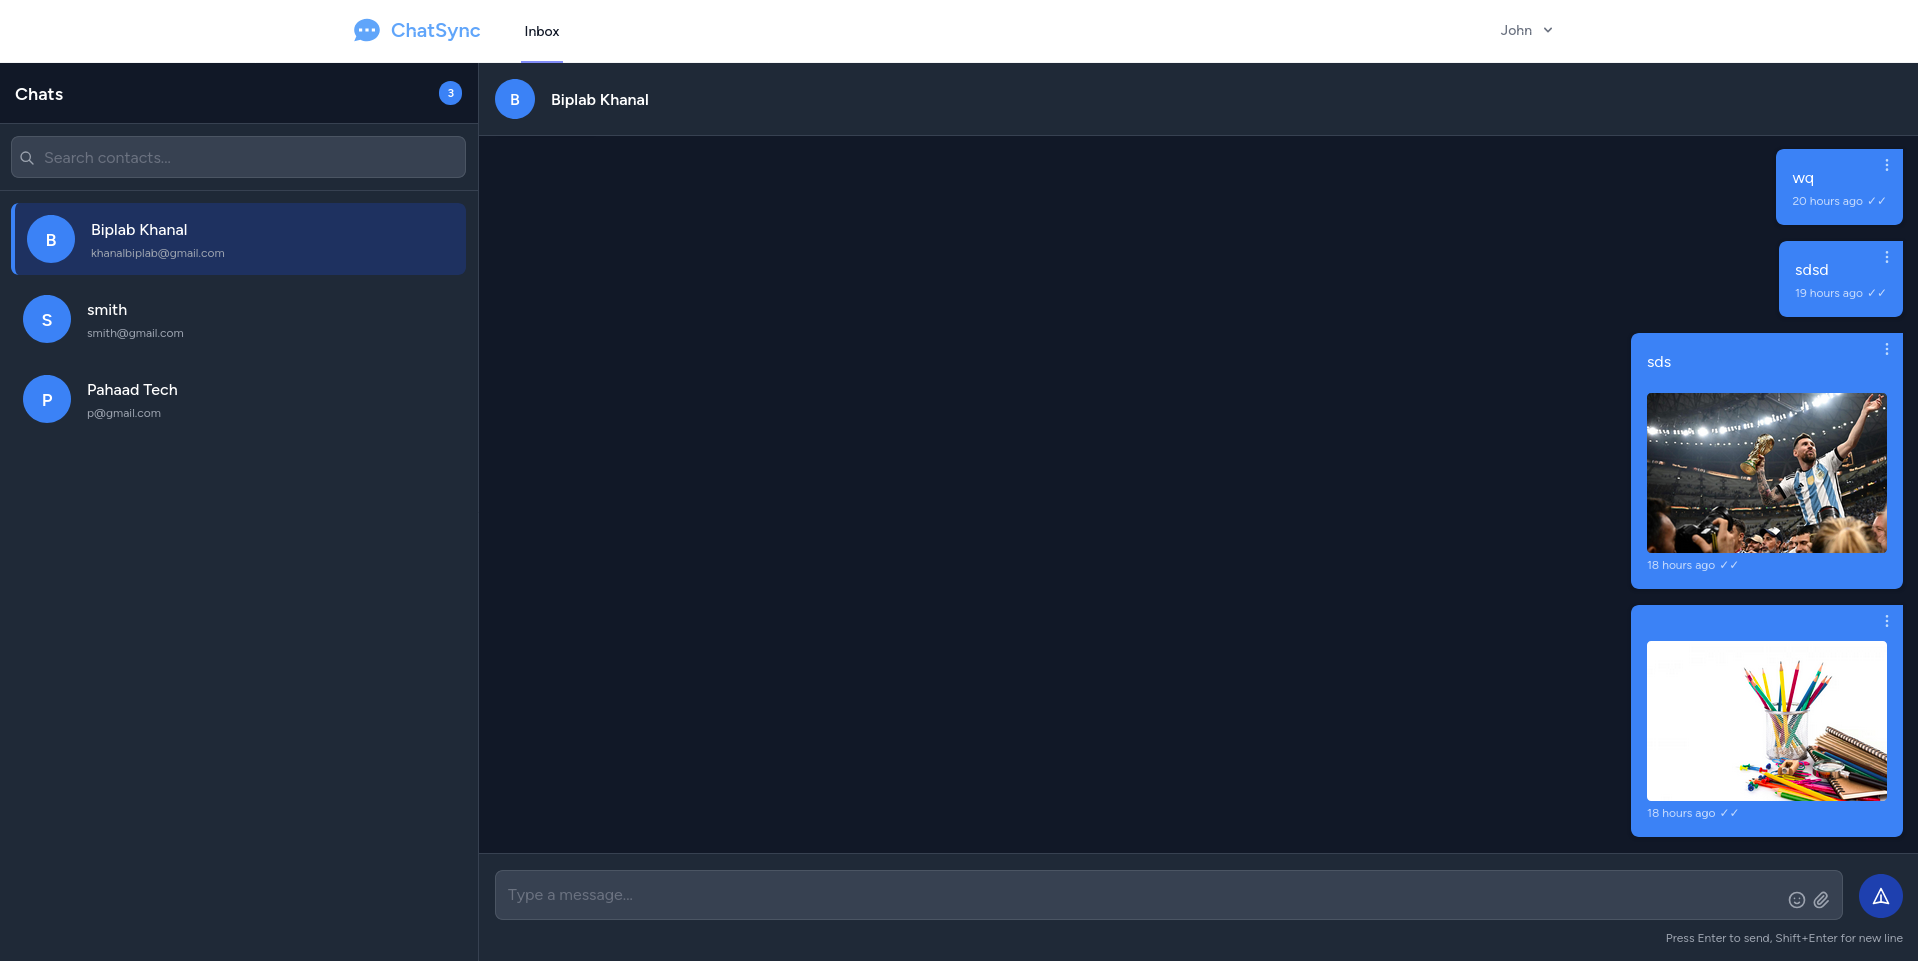 ChatSync
Inbox
John
Chats
3
Search contacts...
B
Biplab Khanal
khanalbiplab@gmail.com
S
smith
smith@gmail.com
P
Pahaad Tech
p@gmail.com
B
Biplab Khanal
wq
20 hours ago ✓✓
sdsd
19 hours ago ✓✓
sds
18 hours ago ✓✓
18 hours ago ✓✓
Type a message...
Press Enter to send, Shift+Enter for new line